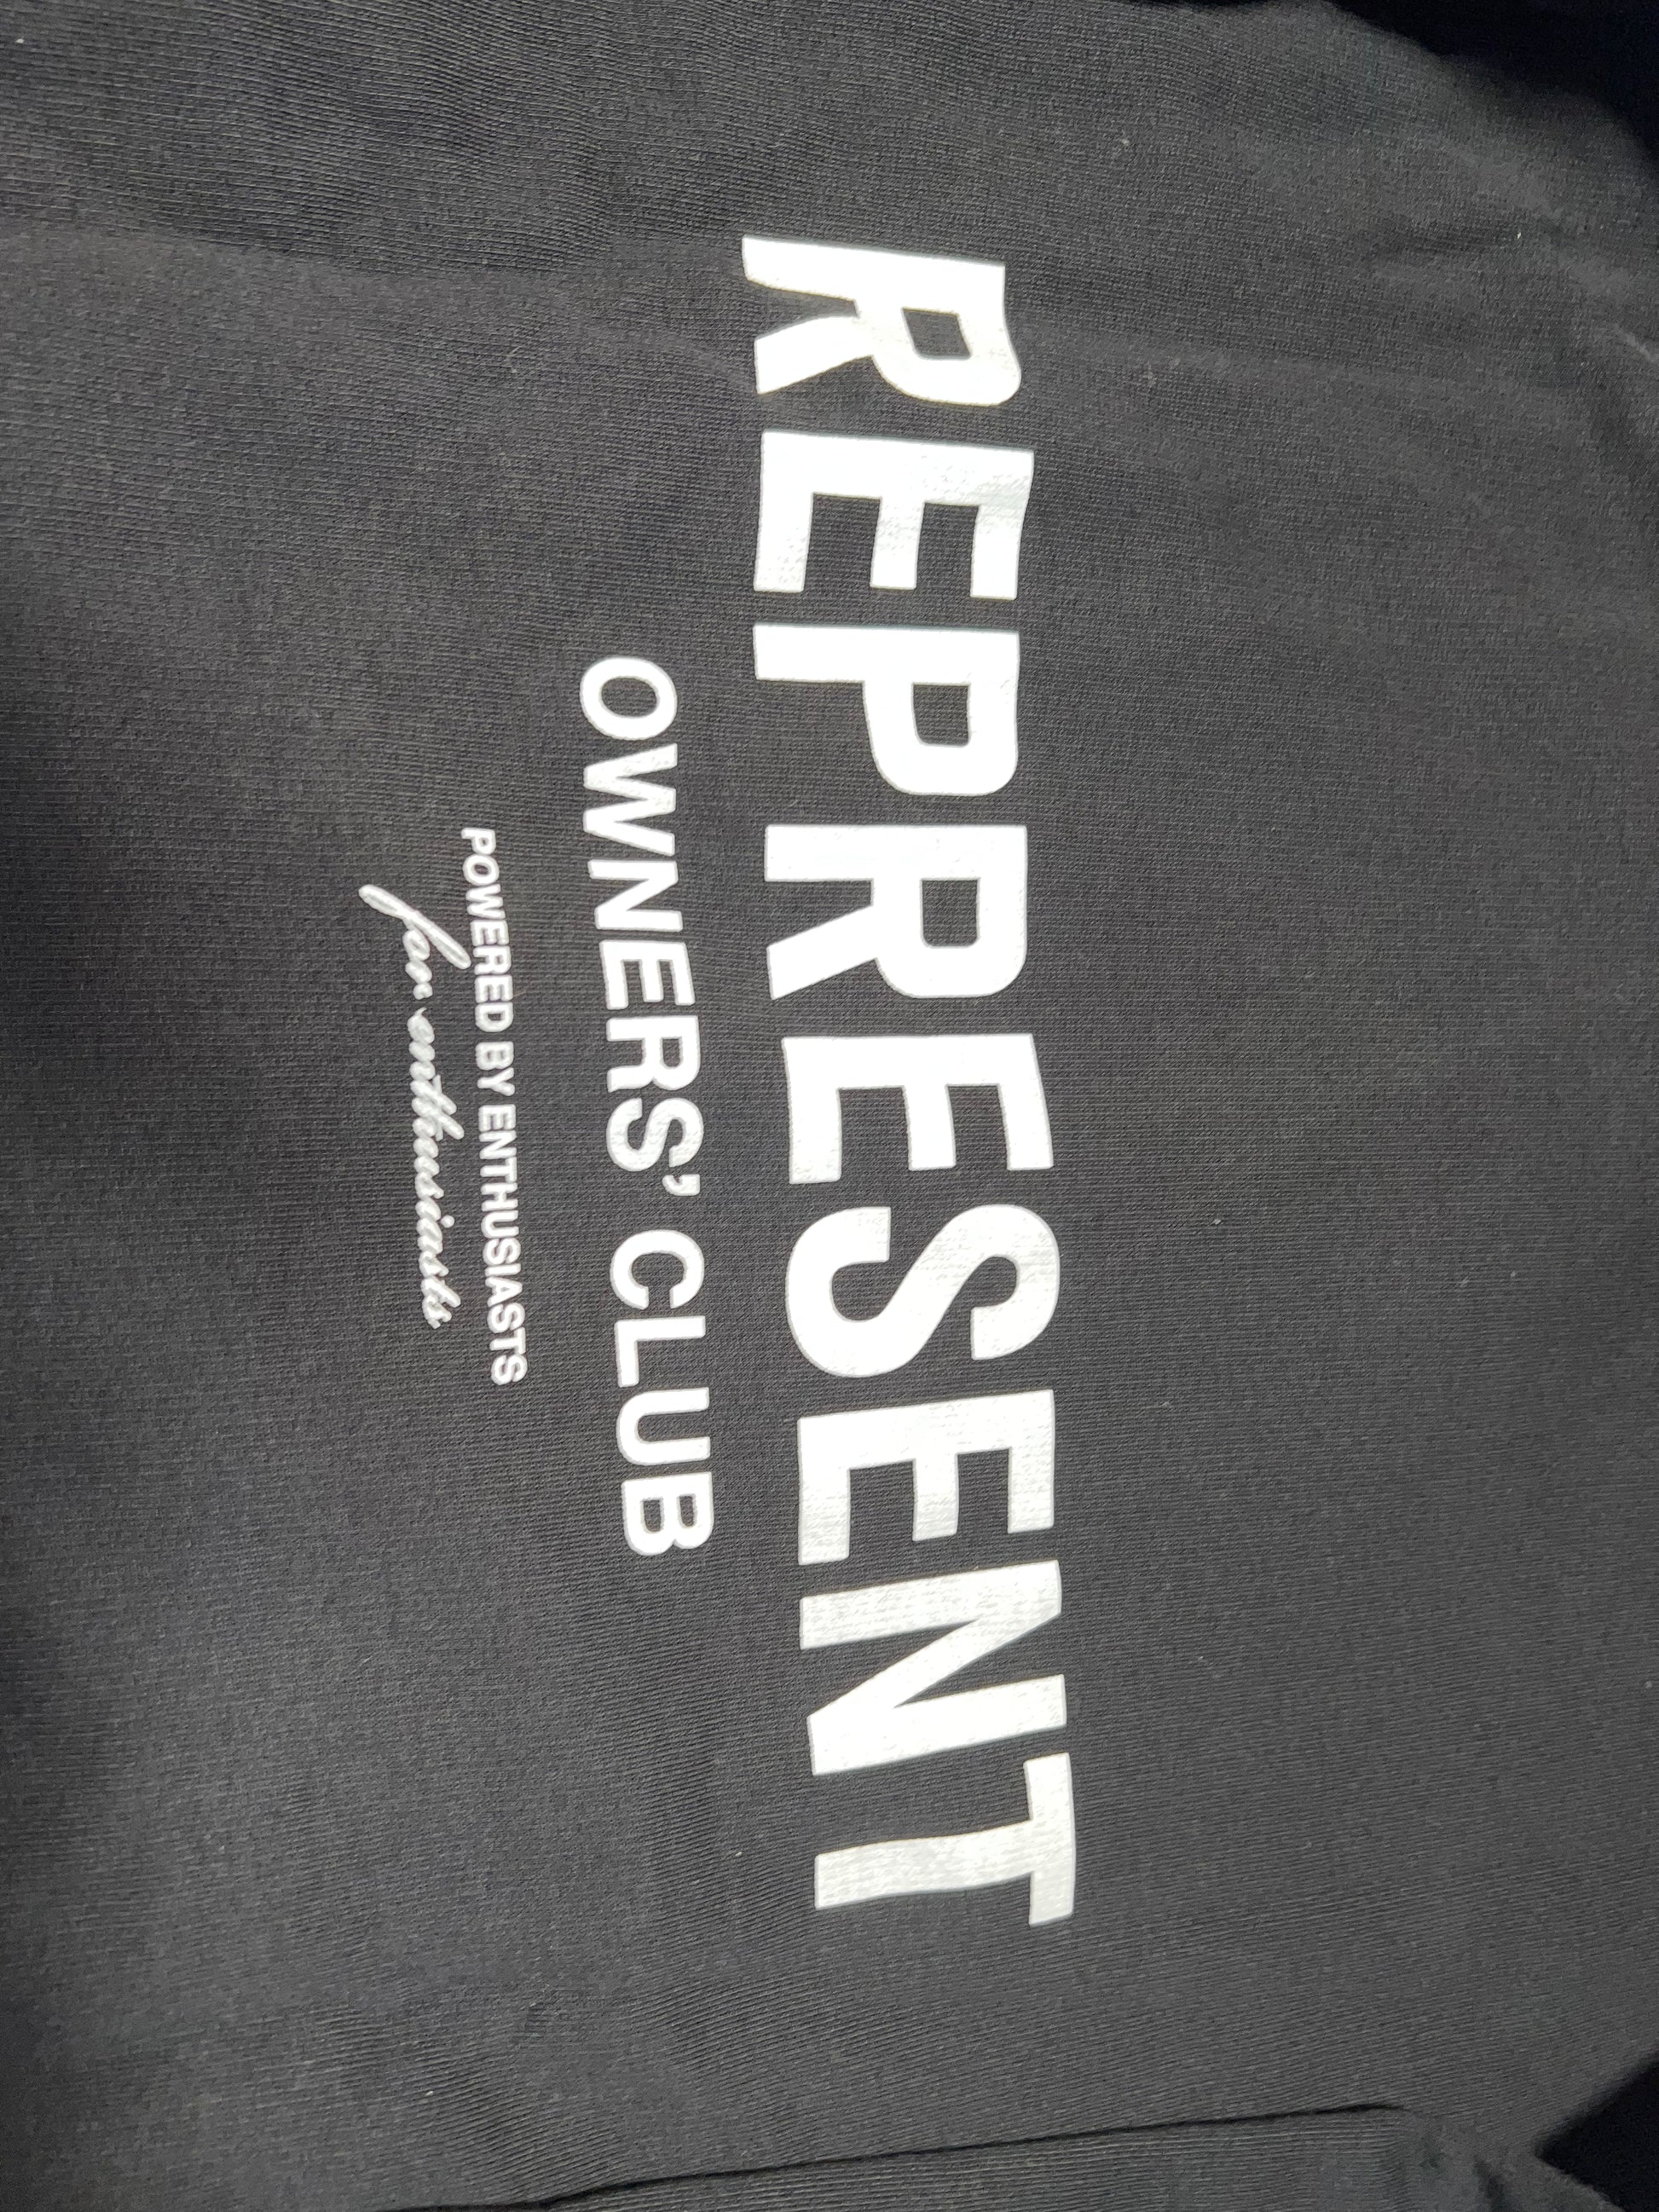 REPRESENT
OWNERS' CLUB
POWERED BY ENTHUSIASTS
for enthusiasts